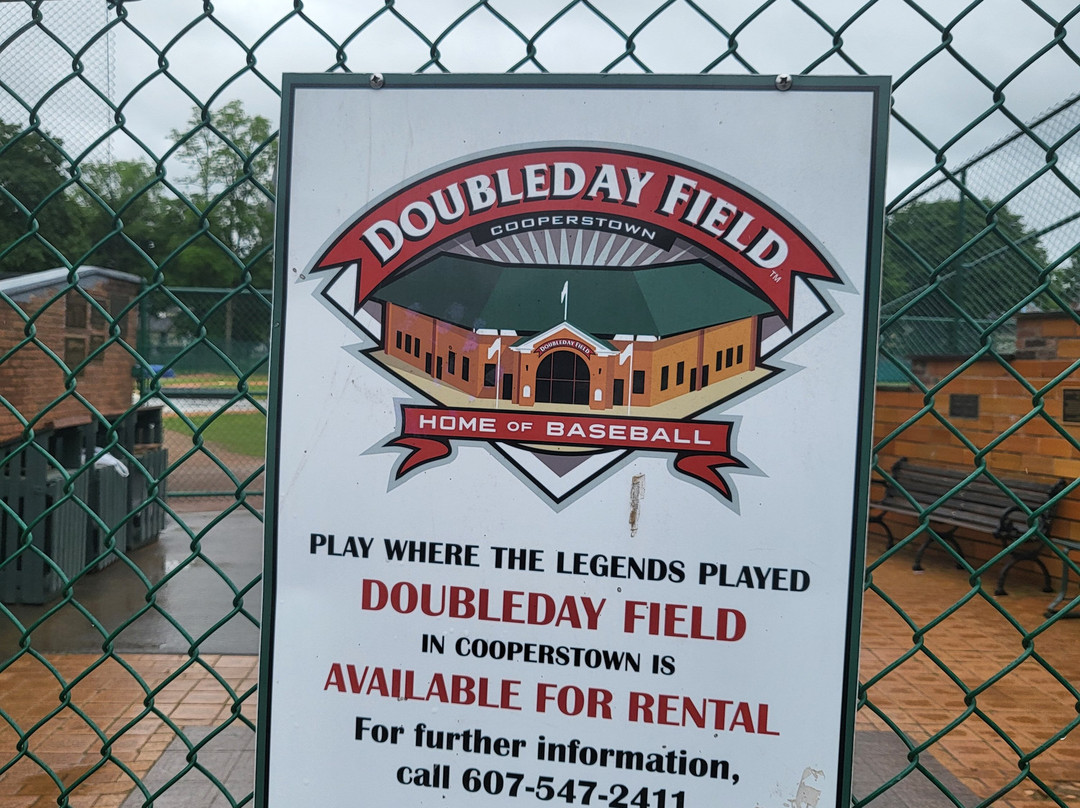 DOUBLEDAY FIELD™
COOPERSTOWN
DOUBLEDAY FIELD
HOME OF BASEBALL
PLAY WHERE THE LEGENDS PLAYED
DOUBLEDAY FIELD
IN COOPERSTOWN IS
AVAILABLE FOR RENTAL
For further information,
call 607-547-2411